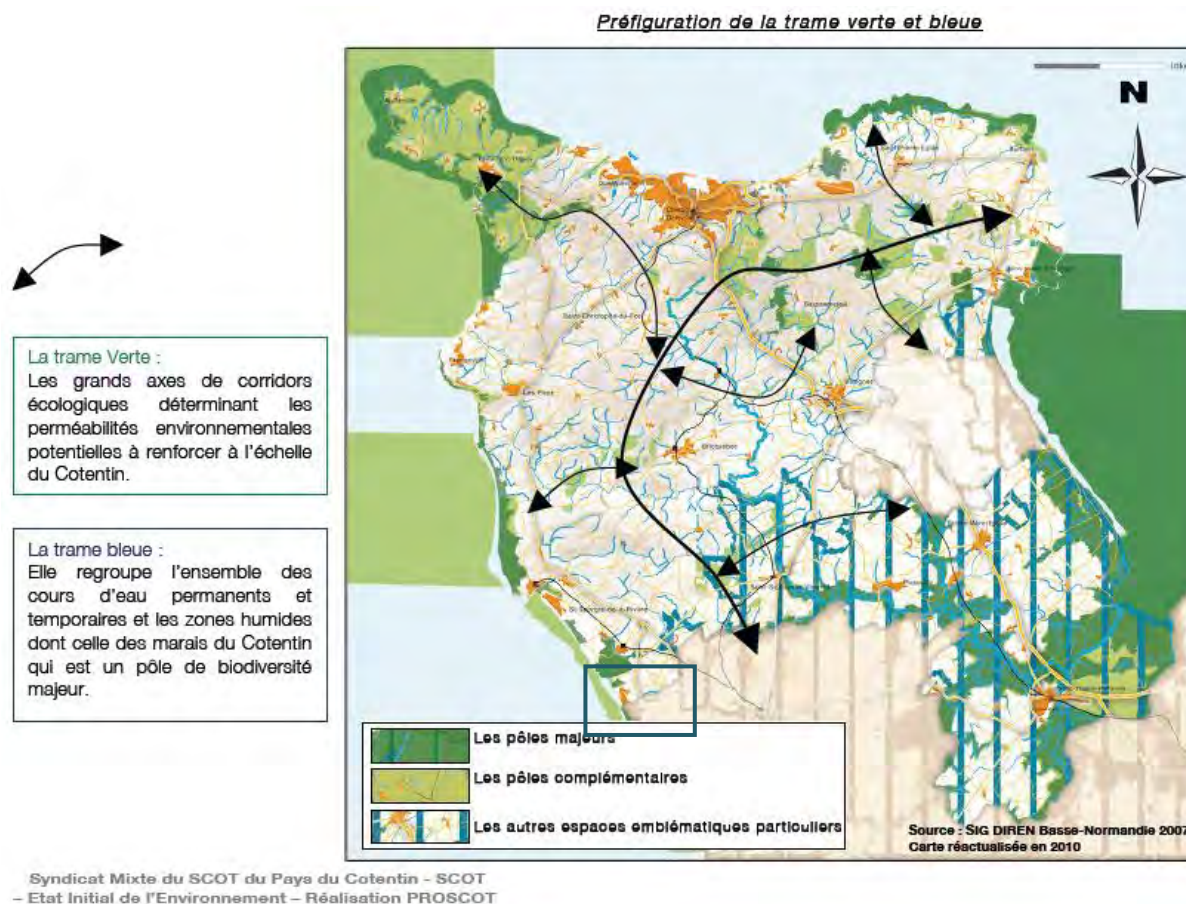 Préfiguration de la trame verte et bleue
N
La trame Verte :
Les grands axes de corridors
écologiques déterminant les
perméabilités environnementales
potentielles à renforcer à l'échelle
du Cotentin.
La trame bleue :
Elle regroupe l'ensemble des
cours d'eau permanents et
temporaires et les zones humides
dont celle des marais du Cotentin
qui est un pôle de biodiversité
majeur.
Les Pieux
Bricquebec
Valognes
Les pôles majeurs
Les pôles complémentaires
Les autres espaces emblématiques particuliers
Source : SIG DIREN Basse-Normandie 2007
Carte réactualisée en 2010
Syndicat Mixte du SCOT du Pays du Cotentin - SCOT
– Etat Initial de l'Environnement – Réalisation PROSCOT